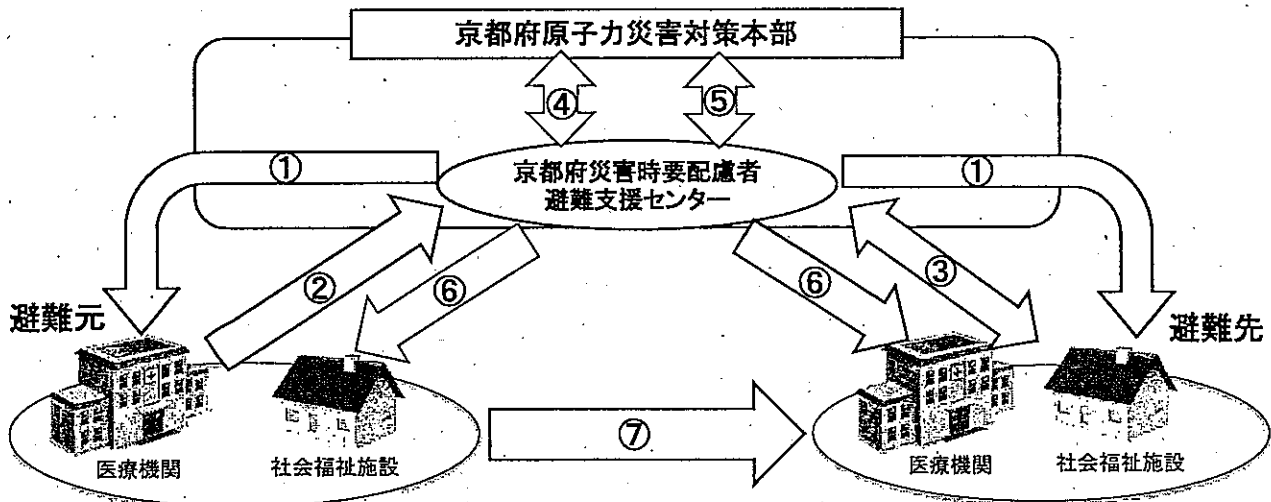 京都府原子力災害対策本部
④
⑤
①
京都府災害時要配慮者
避難支援センター
①
②
⑥
⑥
③
避難元
避難先
医療機関
社会福祉施設
⑦
医療機関
社会福祉施設